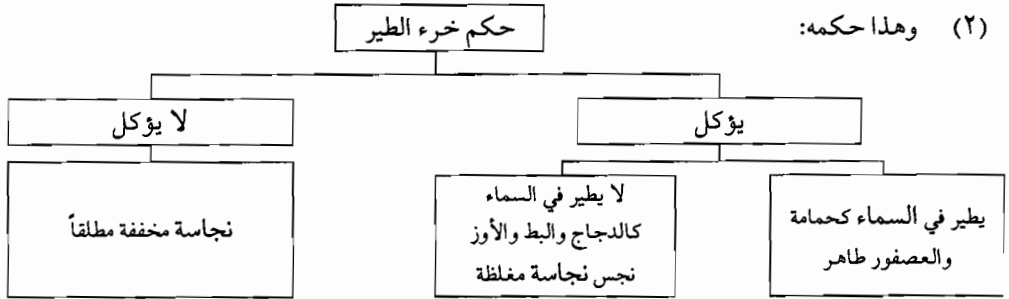 (٢) وهذا حكمه:
حكم خرء الطير
يؤكل
لا يؤكل
يطير في السماء كحمامة
والعصفور طاهر
لا يطير في السماء
كالدجاج والبط والأوز
نجس نجاسة مغلظة
نجاسة مخففة مطلقاً